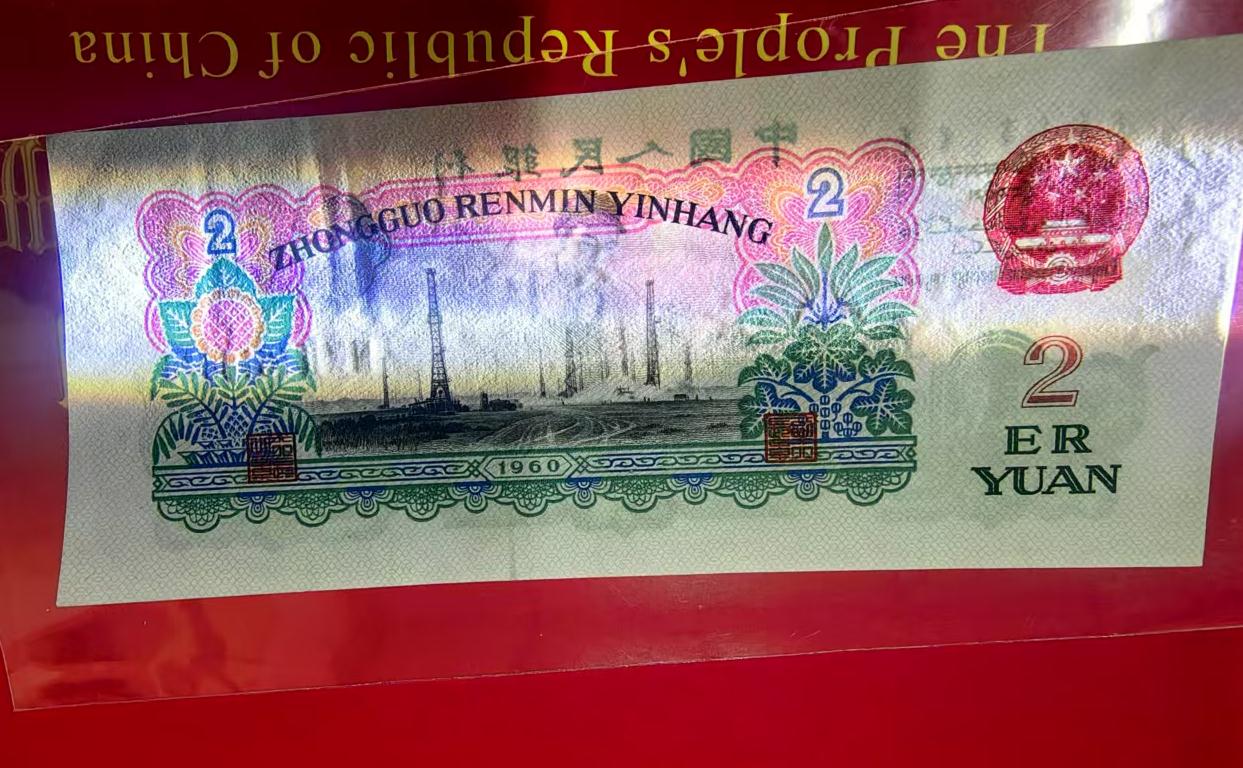 The People's Republic of China
中國人民銀行
2
2
ZHONGGUO RENMIN YINHANG
1960
2
ER
YUAN